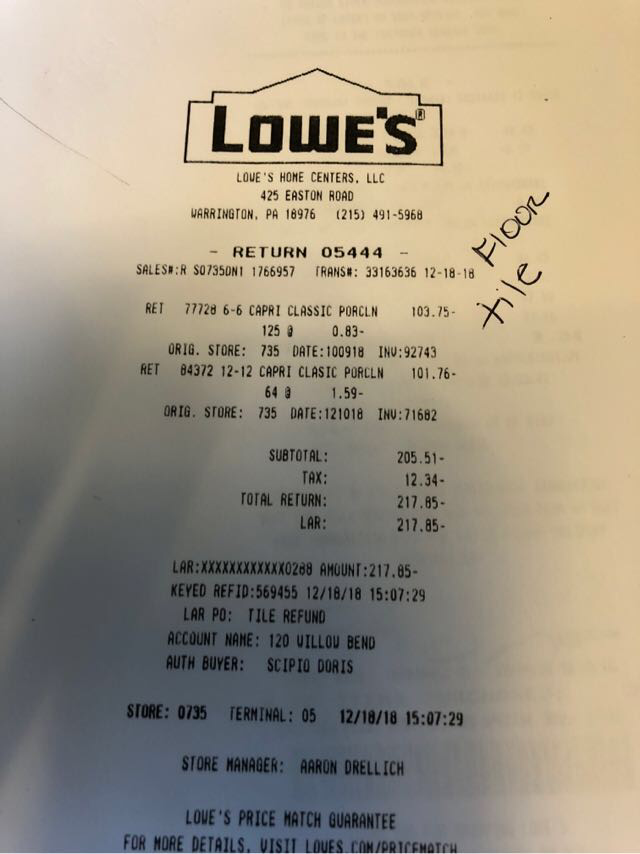 LOWE'S®
LOWE'S HOME CENTERS, LLC
425 EASTON ROAD
WARRINGTON, PA 18976 (215) 491-5968
- RETURN 05444 -
SALES#:R S0735DN1 1766957 TRANS#: 33163636 12-18-18
Floor
tile
RET 77728 6-6 CAPRI CLASSIC PORCLN 103.75-
125 @ 0.83-
ORIG. STORE: 735 DATE:100918 INV:92743
RET 84372 12-12 CAPRI CLASIC PORCLN 101.76-
64 @ 1.59-
ORIG. STORE: 735 DATE:121018 INV:71682
SUBTOTAL: 205.51-
TAX: 12.34-
TOTAL RETURN: 217.85-
LAR: 217.85-
LAR:XXXXXXXXXXXX0288 AMOUNT:217.85-
KEYED REFID:569455 12/18/18 15:07:29
LAR PO: TILE REFUND
ACCOUNT NAME: 120 WILLOW BEND
AUTH BUYER: SCIPIO DORIS
STORE: 0735 TERMINAL: 05 12/18/18 15:07:29
STORE MANAGER: AARON DRELLICH
LOWE'S PRICE MATCH GUARANTEE
FOR MORE DETAILS, VISIT LOWES.COM/PRICEMATCH